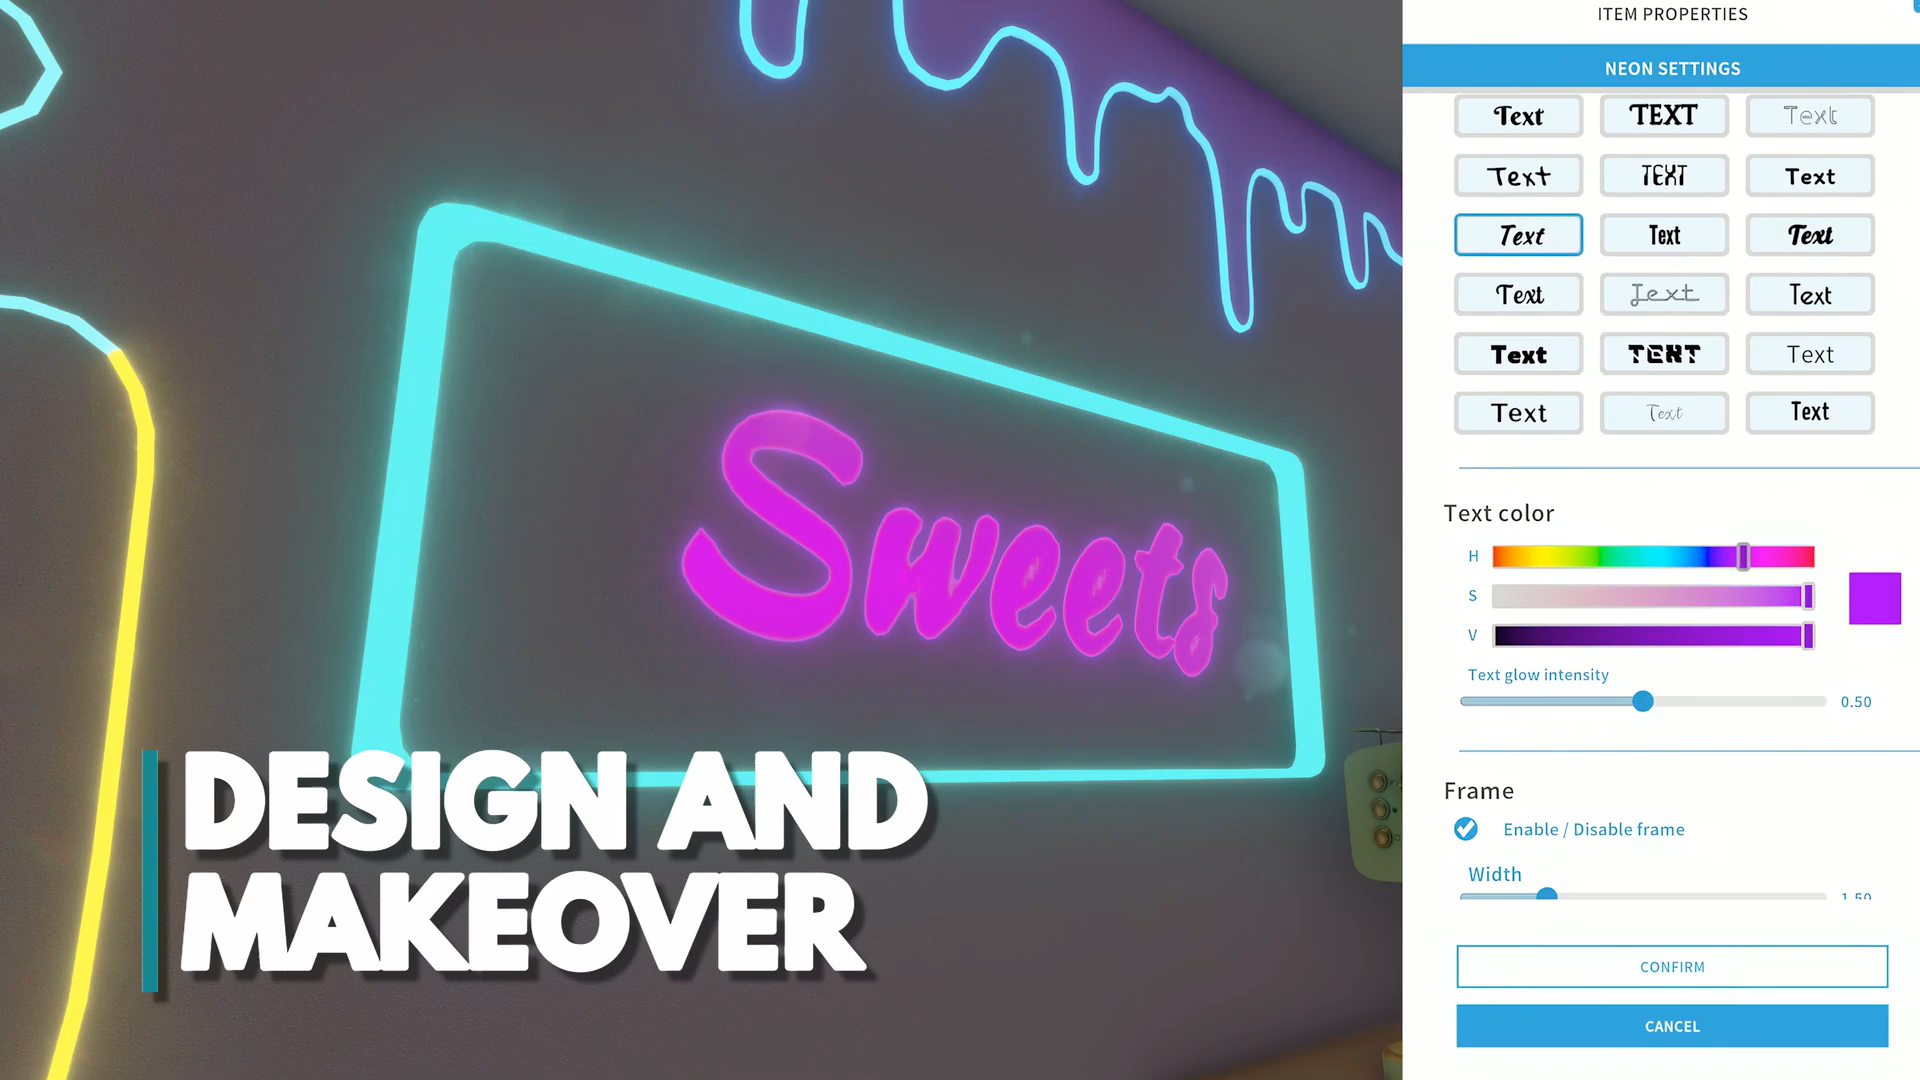 Sweets
DESIGN AND
MAKEOVER
ITEM PROPERTIES
NEON SETTINGS
Text TEXT Text
Text TEXT Text
Text Text Text
Text Text Text
Text TEXT Text
Text Text Text
Text color
H
S
V
Text glow intensity
0.50
Frame
Enable / Disable frame
Width
1.50
CONFIRM
CANCEL